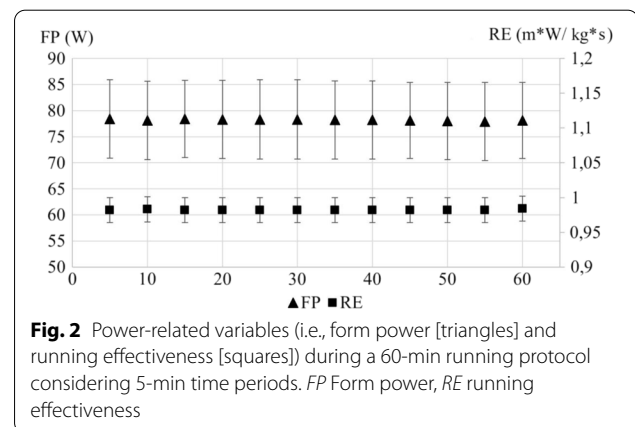 FP (W) RE (m*W/ kg*s)
90 1,2
85 1,15
80 1,1
75 1,05
70 1
65 0,95
60 0,9
55
50
0 10 20 30 40 50 60
▲FP ■RE
Fig. 2 Power-related variables (i.e., form power [triangles] and
running effectiveness [squares]) during a 60-min running protocol
considering 5-min time periods. FP Form power, RE running
effectiveness